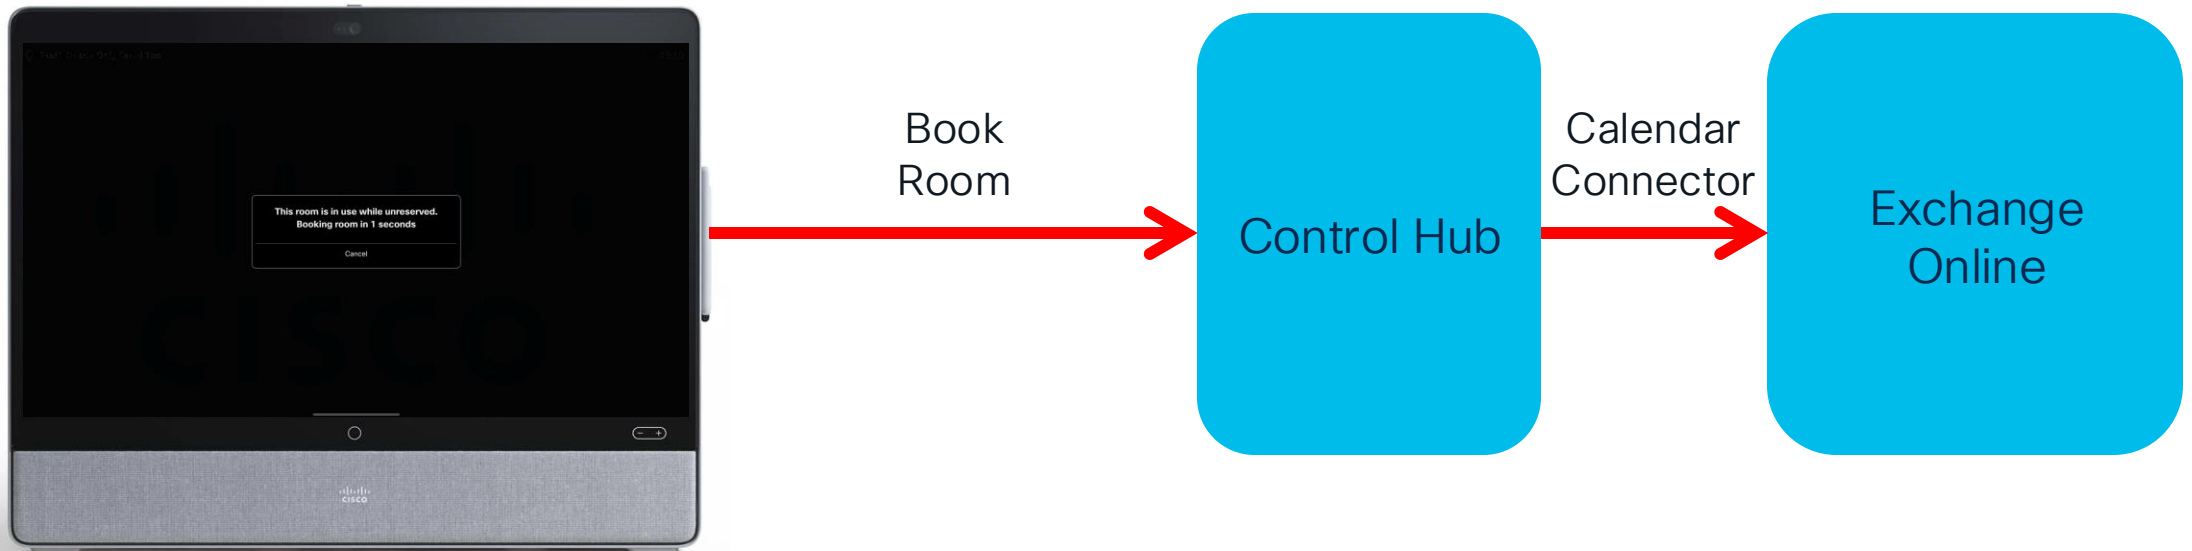 This room is in use while unreserved.
Booking room in 1 seconds
Cancel
CISCO
CISCO
Book
Room
Control Hub
Calendar
Connector
Exchange
Online